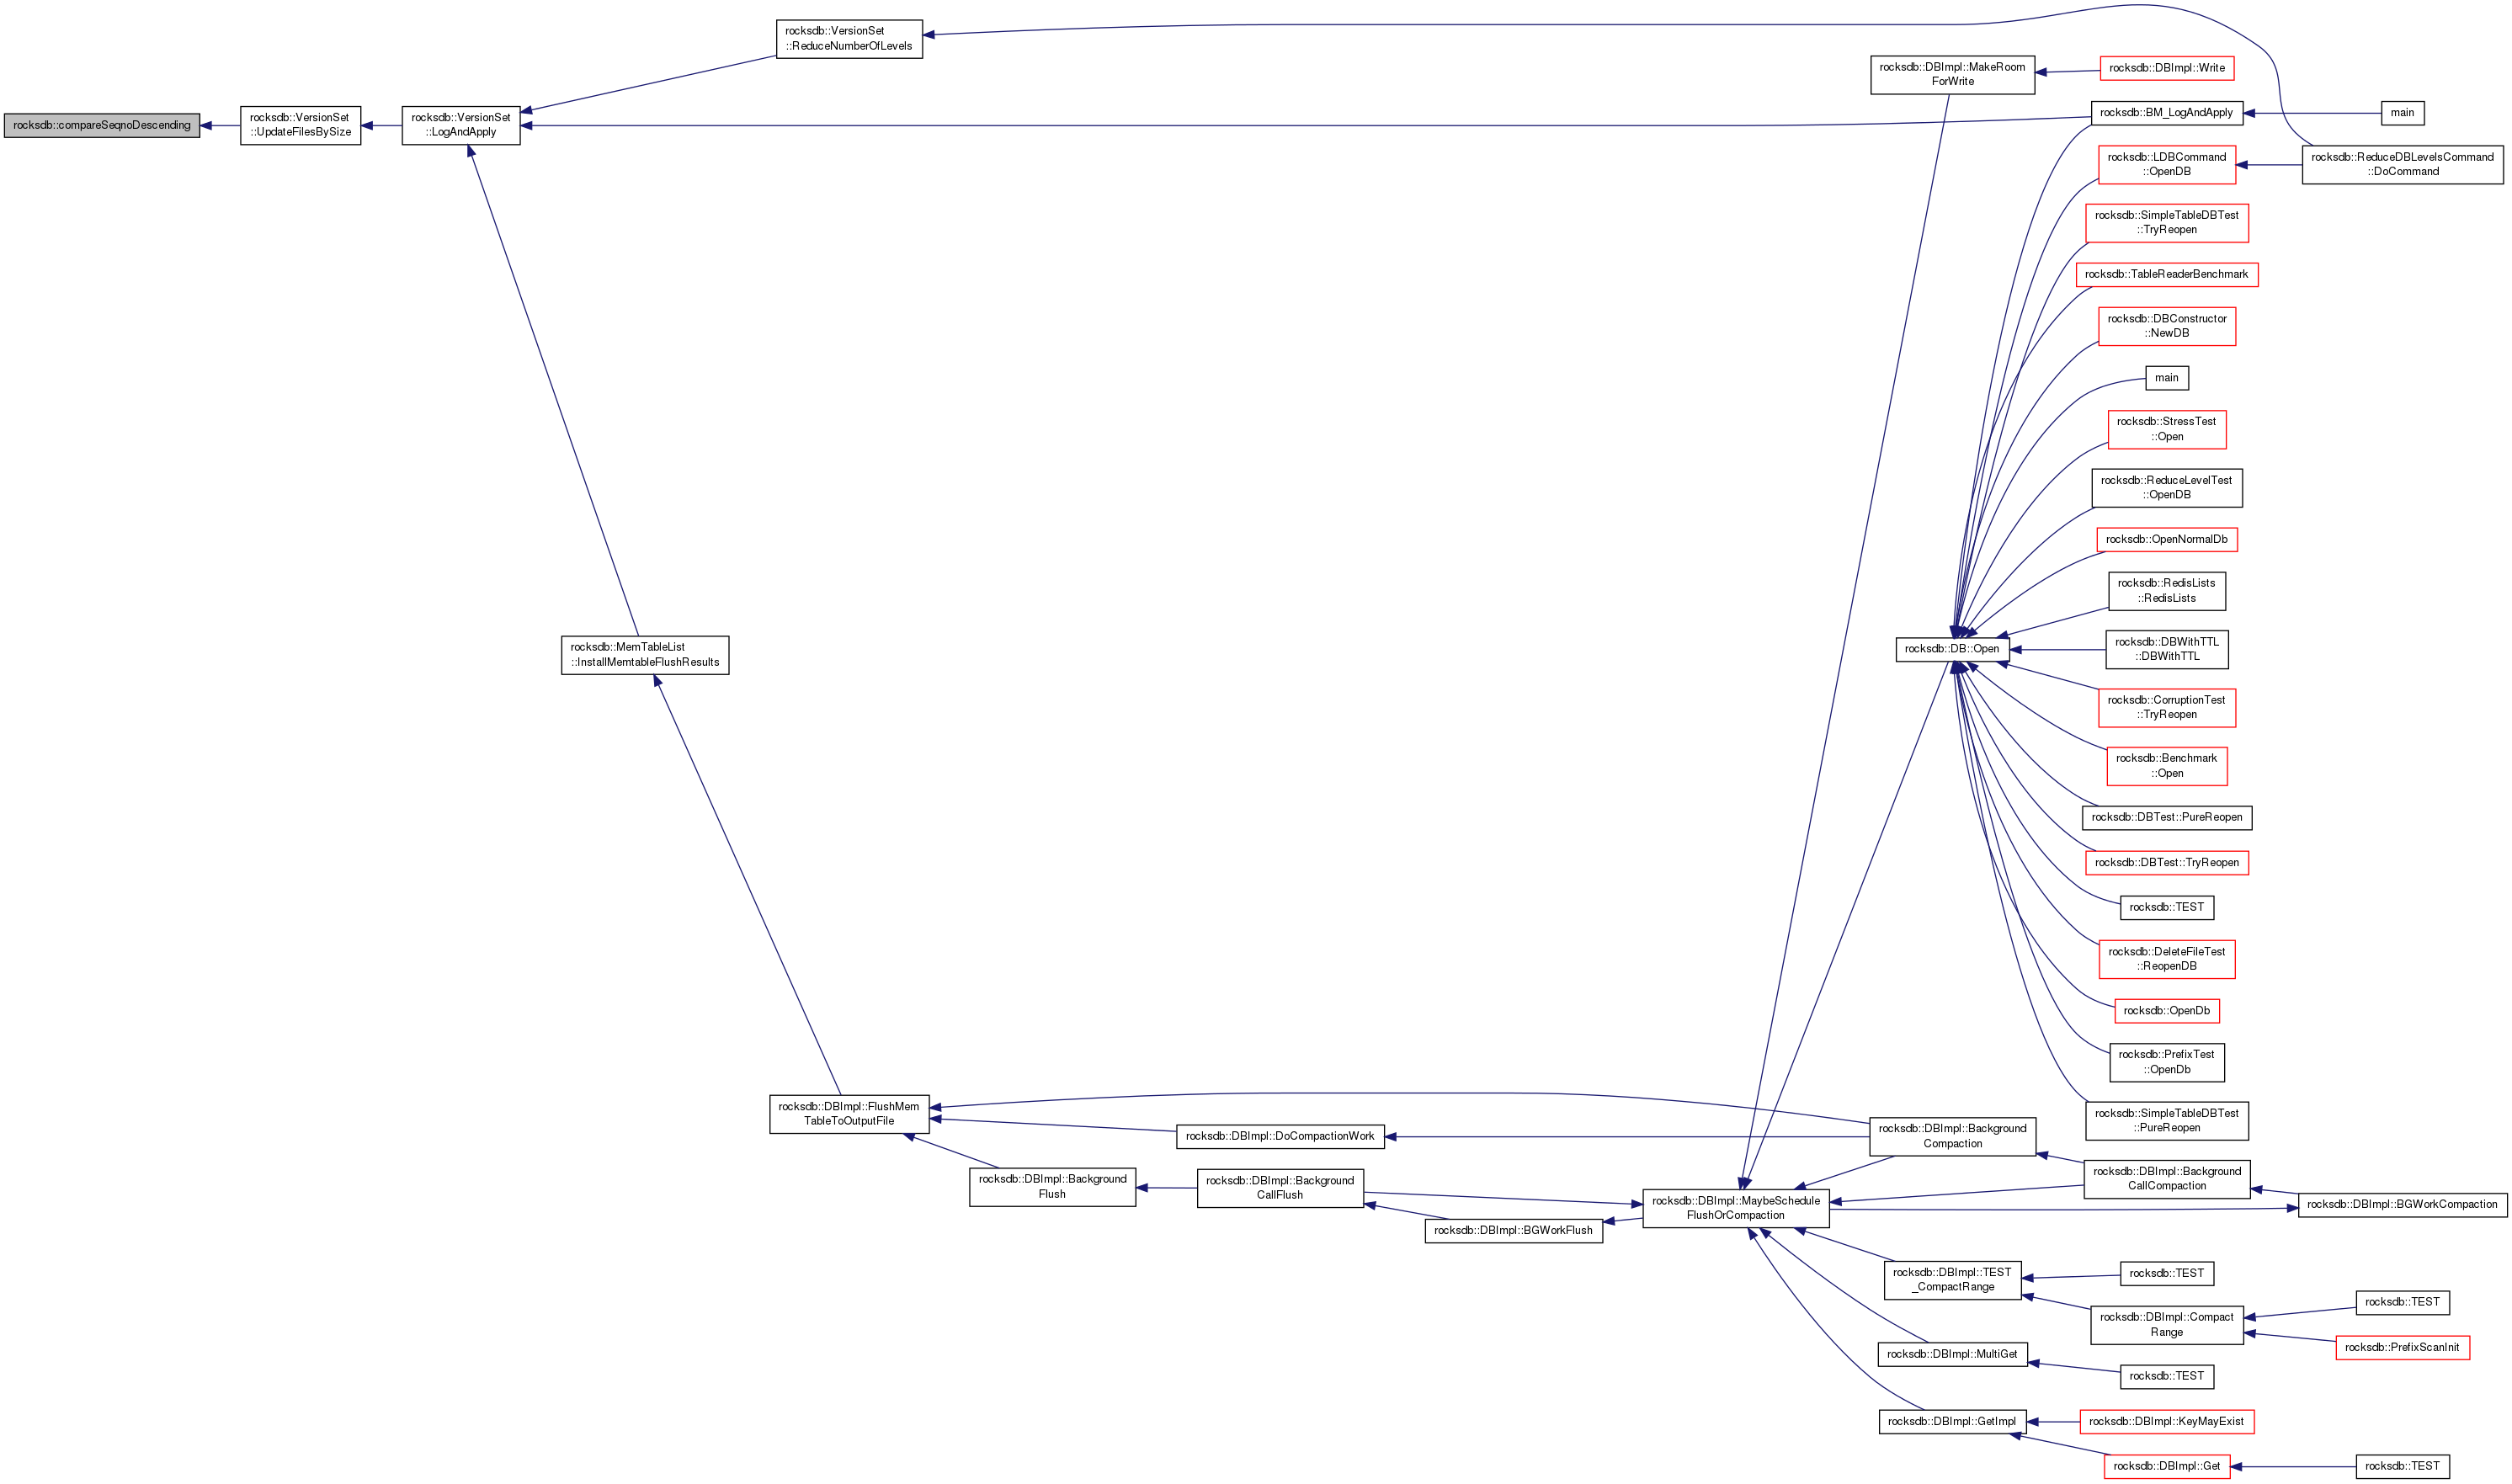 rocksdb::compareSeqnoDescending
rocksdb::VersionSet
::UpdateFilesBySize
rocksdb::VersionSet
::LogAndApply
rocksdb::VersionSet
::ReduceNumberOfLevels
rocksdb::MemTableList
::InstallMemtableFlushResults
rocksdb::DBImpl::FlushMem
TableToOutputFile
rocksdb::DBImpl::Background
Flush
rocksdb::DBImpl::DoCompactionWork
rocksdb::DBImpl::Background
CallFlush
rocksdb::DBImpl::BGWorkFlush
rocksdb::DBImpl::MaybeSchedule
FlushOrCompaction
rocksdb::DBImpl::MakeRoom
ForWrite
rocksdb::DBImpl::Write
rocksdb::BM_LogAndApply
main
rocksdb::LDBCommand
::OpenDB
rocksdb::ReduceDBLevelsCommand
::DoCommand
rocksdb::SimpleTableDBTest
::TryReopen
rocksdb::TableReaderBenchmark
rocksdb::DBConstructor
::NewDB
main
rocksdb::StressTest
::Open
rocksdb::ReduceLevelTest
::OpenDB
rocksdb::OpenNormalDb
rocksdb::RedisLists
::RedisLists
rocksdb::DB::Open
rocksdb::DBWithTTL
::DBWithTTL
rocksdb::CorruptionTest
::TryReopen
rocksdb::Benchmark
::Open
rocksdb::DBTest::PureReopen
rocksdb::DBTest::TryReopen
rocksdb::TEST
rocksdb::DeleteFileTest
::ReopenDB
rocksdb::OpenDb
rocksdb::PrefixTest
::OpenDb
rocksdb::SimpleTableDBTest
::PureReopen
rocksdb::DBImpl::Background
Compaction
rocksdb::DBImpl::Background
CallCompaction
rocksdb::DBImpl::BGWorkCompaction
rocksdb::DBImpl::TEST
_CompactRange
rocksdb::TEST
rocksdb::DBImpl::Compact
Range
rocksdb::TEST
rocksdb::PrefixScanInit
rocksdb::DBImpl::MultiGet
rocksdb::TEST
rocksdb::DBImpl::GetImpl
rocksdb::DBImpl::KeyMayExist
rocksdb::DBImpl::Get
rocksdb::TEST